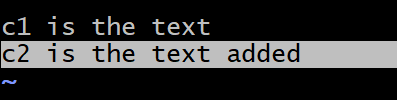 c1 is the text
c2 is the text added
~